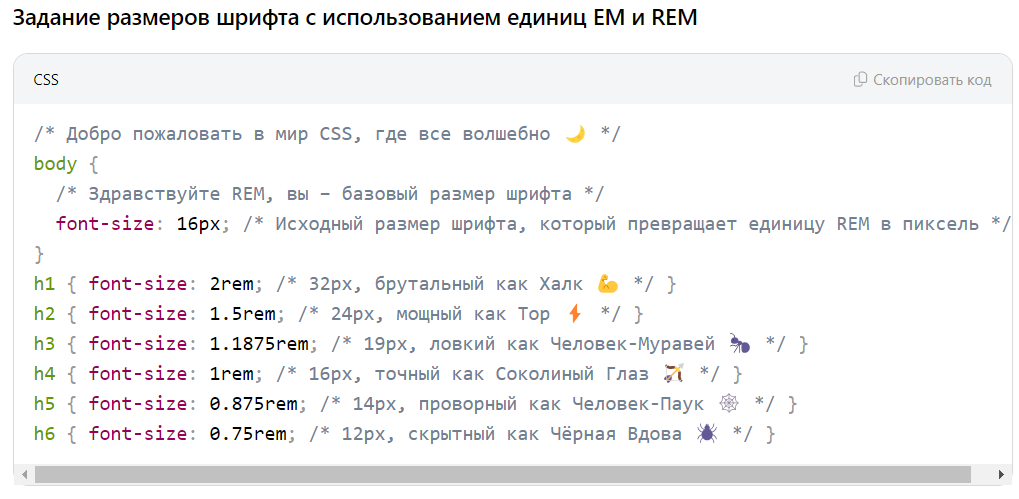 Задание размеров шрифта с использованием единиц EM и REM
CSS
Скопировать код
/* Добро пожаловать в мир CSS, где все волшебно 🌙 */
body {
/* Здравствуйте REM, вы – базовый размер шрифта */
font-size: 16px; /* Исходный размер шрифта, который превращает единицу REM в пиксель */
}
h1 { font-size: 2rem; /* 32px, брутальный как Халк 💪 */ }
h2 { font-size: 1.5rem; /* 24px, мощный как Тор ⚡ */ }
h3 { font-size: 1.1875rem; /* 19px, ловкий как Человек-Муравей 🐜 */ }
h4 { font-size: 1rem; /* 16px, точный как Соколиный Глаз 🏹 */ }
h5 { font-size: 0.875rem; /* 14px, проворный как Человек-Паук 🕸 */ }
h6 { font-size: 0.75rem; /* 12px, скрытный как Чёрная Вдова 🕷 */ }